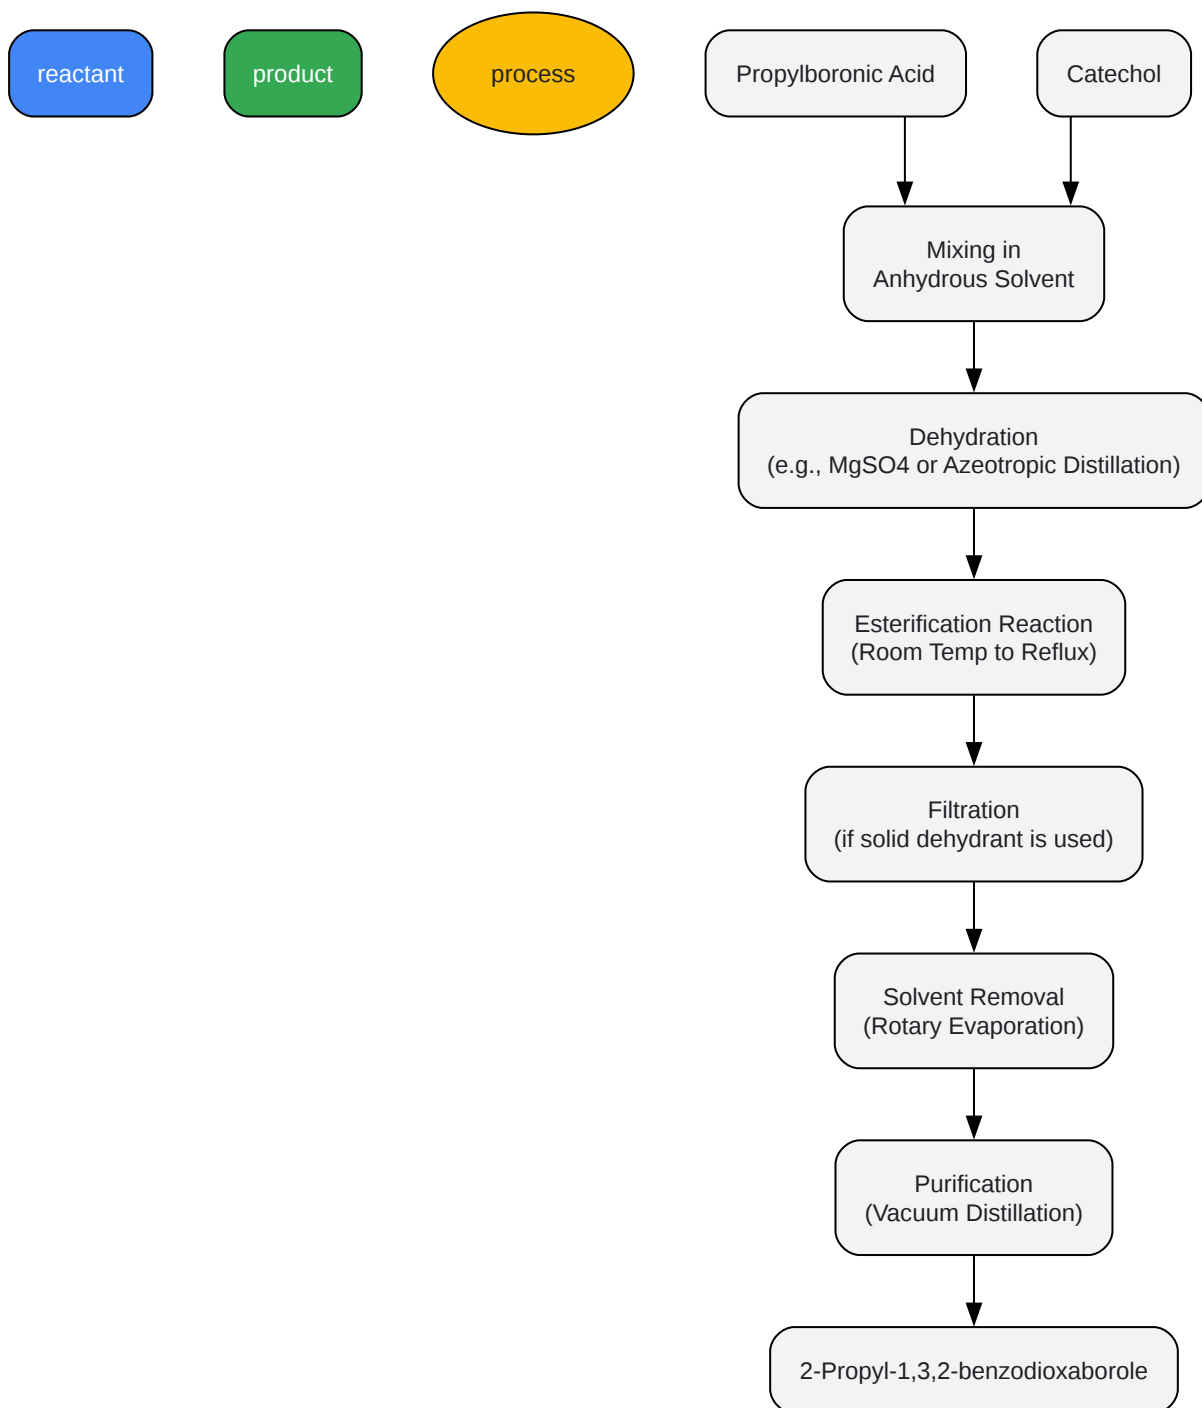 reactant
product
process
Propylboronic Acid
Catechol
Mixing in
Anhydrous Solvent
Dehydration
(e.g., MgSO4 or Azeotropic Distillation)
Esterification Reaction
(Room Temp to Reflux)
Filtration
(if solid dehydrant is used)
Solvent Removal
(Rotary Evaporation)
Purification
(Vacuum Distillation)
2-Propyl-1,3,2-benzodioxaborole